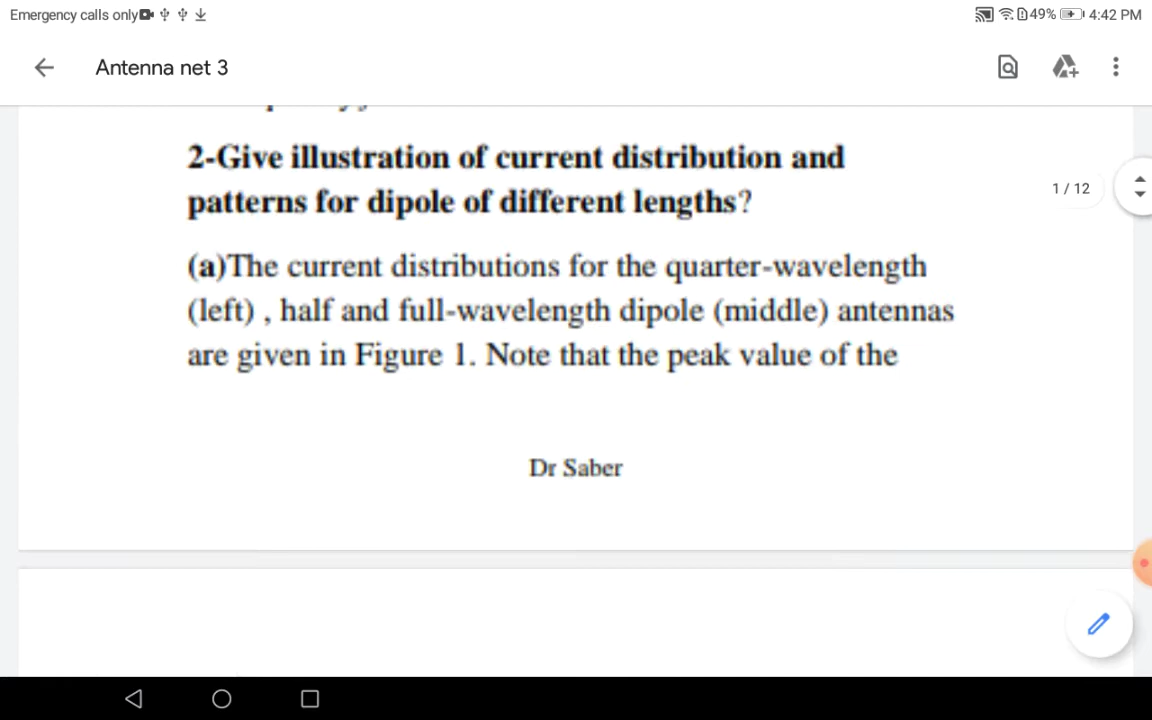 Emergency calls only 49% 4:42 PM
Antenna net 3
2-Give illustration of current distribution and
patterns for dipole of different lengths?
1 / 12
(a)The current distributions for the quarter-wavelength
(left) , half and full-wavelength dipole (middle) antennas
are given in Figure 1. Note that the peak value of the
Dr Saber